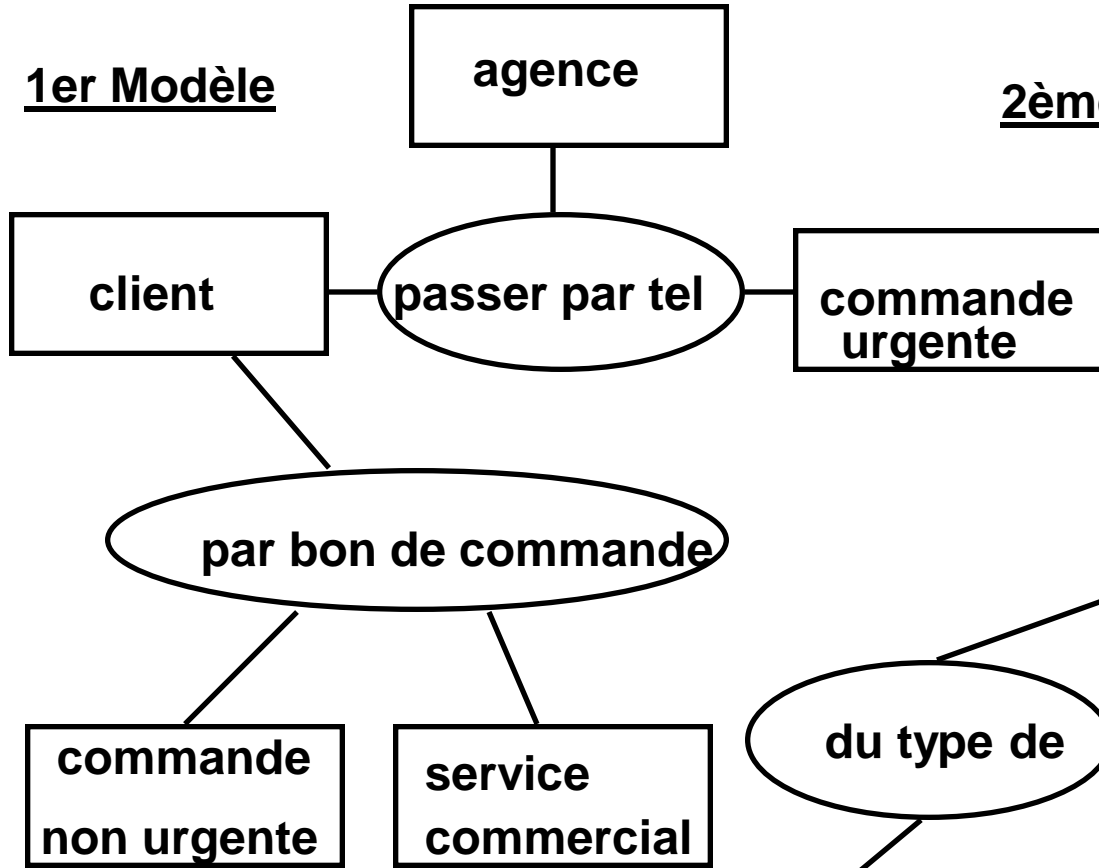 1er Modèle
agence
client
passer par tel
commande
urgente
par bon de commande
commande
non urgente
service
commercial
du type de